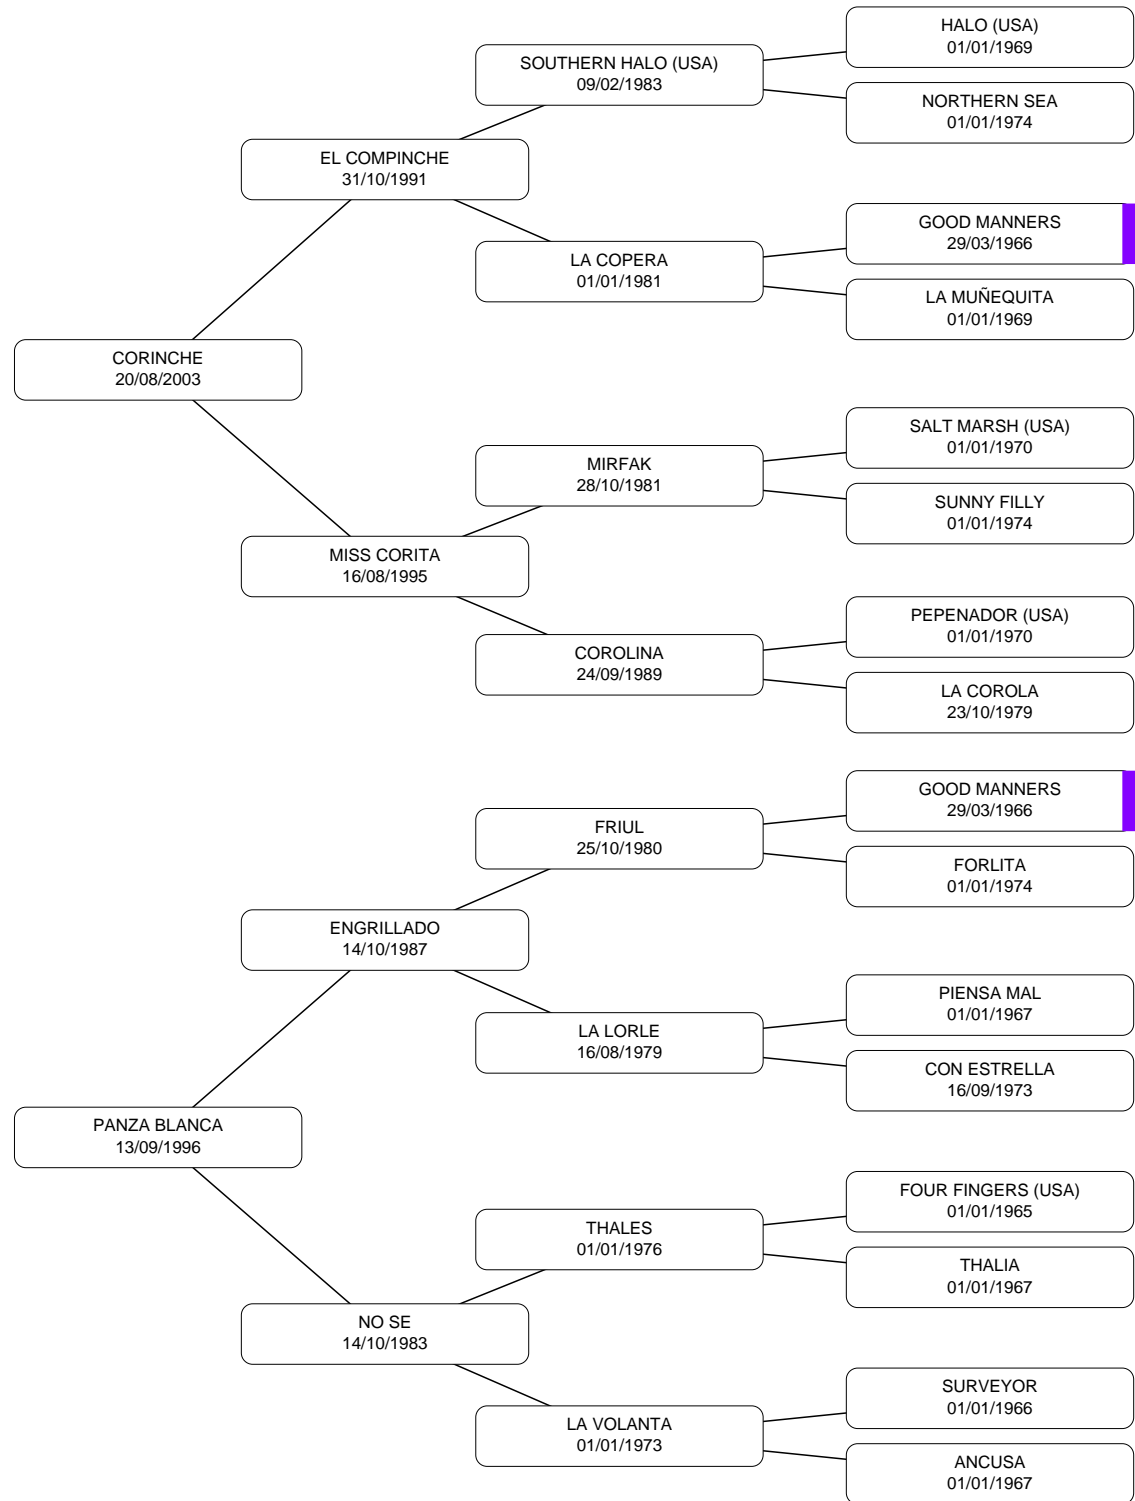 HALO (USA)
01/01/1969
SOUTHERN HALO (USA)
09/02/1983
NORTHERN SEA
01/01/1974
EL COMPINCHE
31/10/1991
GOOD MANNERS
29/03/1966
LA COPERA
01/01/1981
LA MUÑEQUITA
01/01/1969
CORINCHE
20/08/2003
SALT MARSH (USA)
01/01/1970
MIRFAK
28/10/1981
SUNNY FILLY
01/01/1974
MISS CORITA
16/08/1995
PEPENADOR (USA)
01/01/1970
COROLINA
24/09/1989
LA COROLA
23/10/1979
GOOD MANNERS
29/03/1966
FRIUL
25/10/1980
FORLITA
01/01/1974
ENGRILLADO
14/10/1987
PIENSA MAL
01/01/1967
LA LORLE
16/08/1979
CON ESTRELLA
16/09/1973
PANZA BLANCA
13/09/1996
FOUR FINGERS (USA)
01/01/1965
THALES
01/01/1976
THALIA
01/01/1967
NO SE
14/10/1983
SURVEYOR
01/01/1966
LA VOLANTA
01/01/1973
ANCUSA
01/01/1967